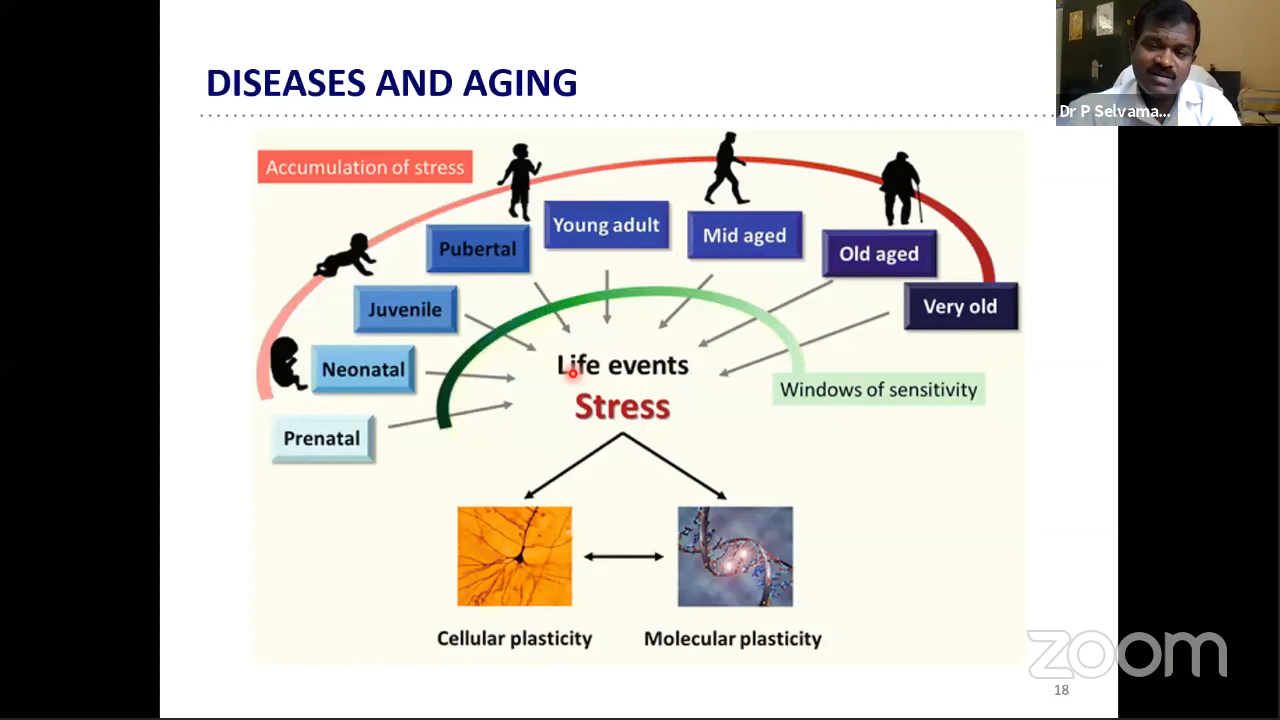 DISEASES AND AGING
Dr P Selvama...
Accumulation of stress
Young adult
Mid aged
Pubertal
Old aged
Juvenile
Very old
Neonatal
Life events
Windows of sensitivity
Stress
Prenatal
Cellular plasticity
Molecular plasticity
zoom
18